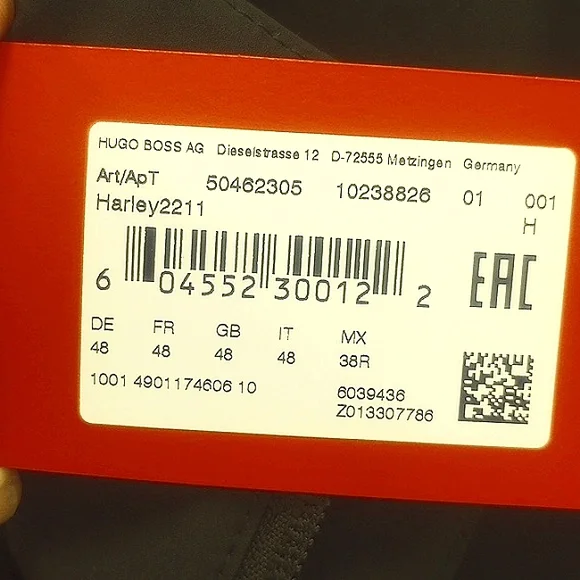 HUGO BOSS AG Dieselstrasse 12 D-72555 Metzingen Germany
Art/ApT 50462305 10238826 01 001
Harley2211 H
6 04552 30012 2
EAC
DE FR GB IT MX
48 48 48 48 38R
1001 4901174606 10 6039436
Z013307786